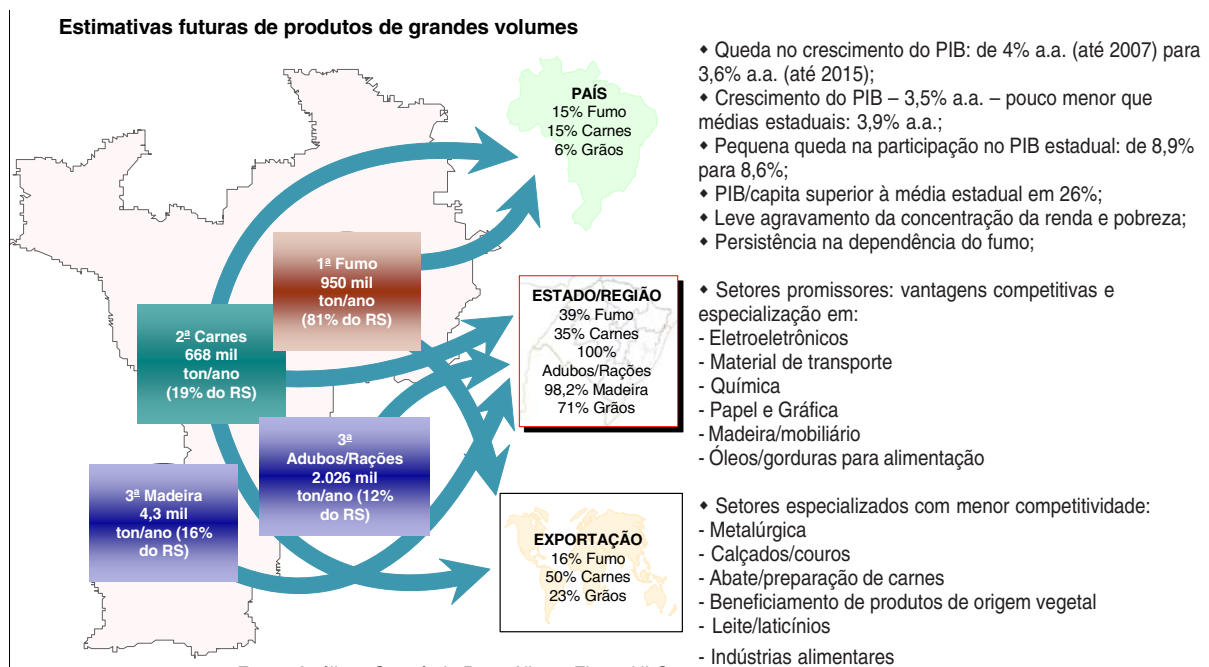 Estimativas futuras de produtos de grandes volumes
PAÍS
15% Fumo
15% Carnes
6% Grãos
1ª Fumo
950 mil
ton/ano
(81% do RS)
2ª Carnes
668 mil
ton/ano
(19% do RS)
3ª
Adubos/Rações
2.026 mil
ton/ano (12%
do RS)
3ª Madeira
4,3 mil
ton/ano (16%
do RS)
ESTADO/REGIÃO
39% Fumo
35% Carnes
100%
Adubos/Rações
98,2% Madeira
71% Grãos
EXPORTAÇÃO
16% Fumo
50% Carnes
23% Grãos
◆ Queda no crescimento do PIB: de 4% a.a. (até 2007) para
3,6% a.a. (até 2015);
◆ Crescimento do PIB – 3,5% a.a. – pouco menor que
médias estaduais: 3,9% a.a.;
◆ Pequena queda na participação no PIB estadual: de 8,9%
para 8,6%;
◆ PIB/capita superior à média estadual em 26%;
◆ Leve agravamento da concentração da renda e pobreza;
◆ Persistência na dependência do fumo;
◆ Setores promissores: vantagens competitivas e
especialização em:
- Eletroeletrônicos
- Material de transporte
- Química
- Papel e Gráfica
- Madeira/mobiliário
- Óleos/gorduras para alimentação
◆ Setores especializados com menor competitividade:
- Metalúrgica
- Calçados/couros
- Abate/preparação de carnes
- Beneficiamento de produtos de origem vegetal
- Leite/laticínios
- Indústrias alimentares